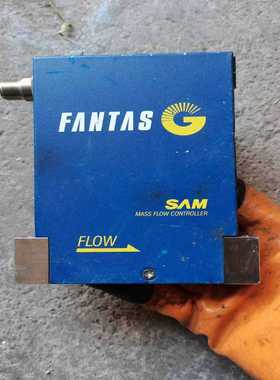 FANTAS G
SAM
MASS FLOW CONTROLLER
FLOW